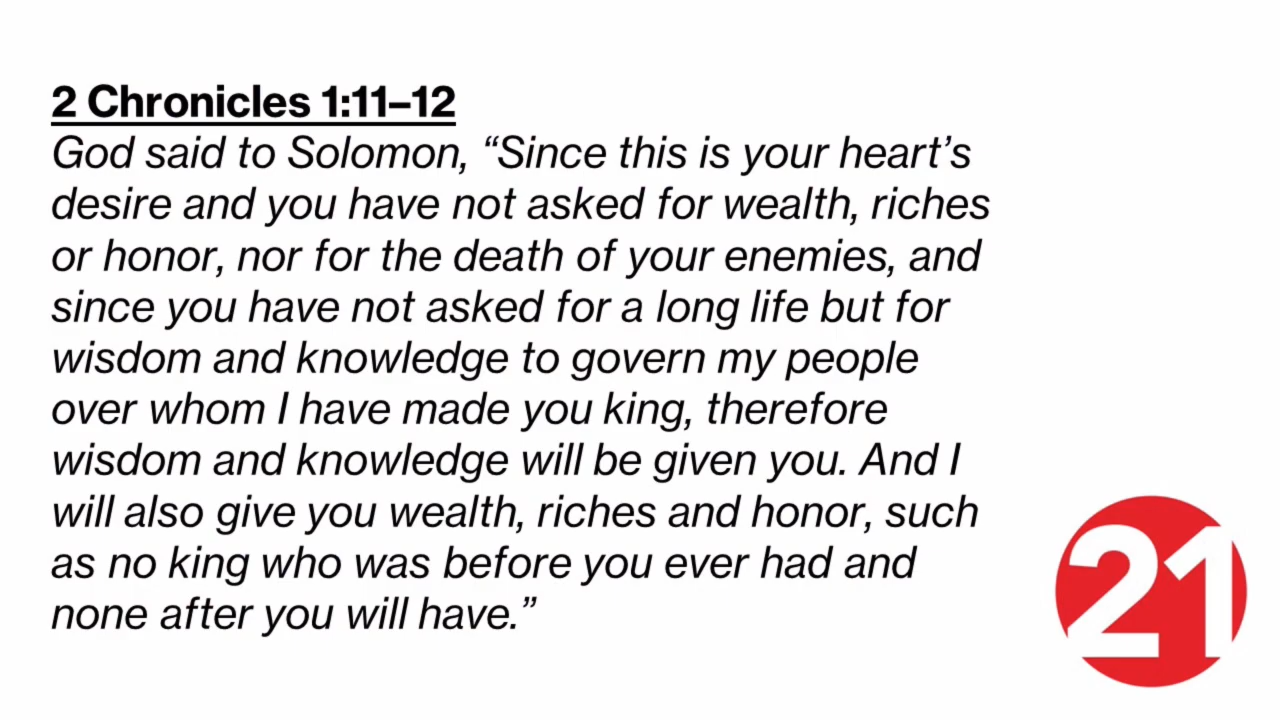 2 Chronicles 1:11–12
God said to Solomon, “Since this is your heart’s
desire and you have not asked for wealth, riches
or honor, nor for the death of your enemies, and
since you have not asked for a long life but for
wisdom and knowledge to govern my people
over whom I have made you king, therefore
wisdom and knowledge will be given you. And I
will also give you wealth, riches and honor, such
as no king who was before you ever had and
none after you will have.”
21